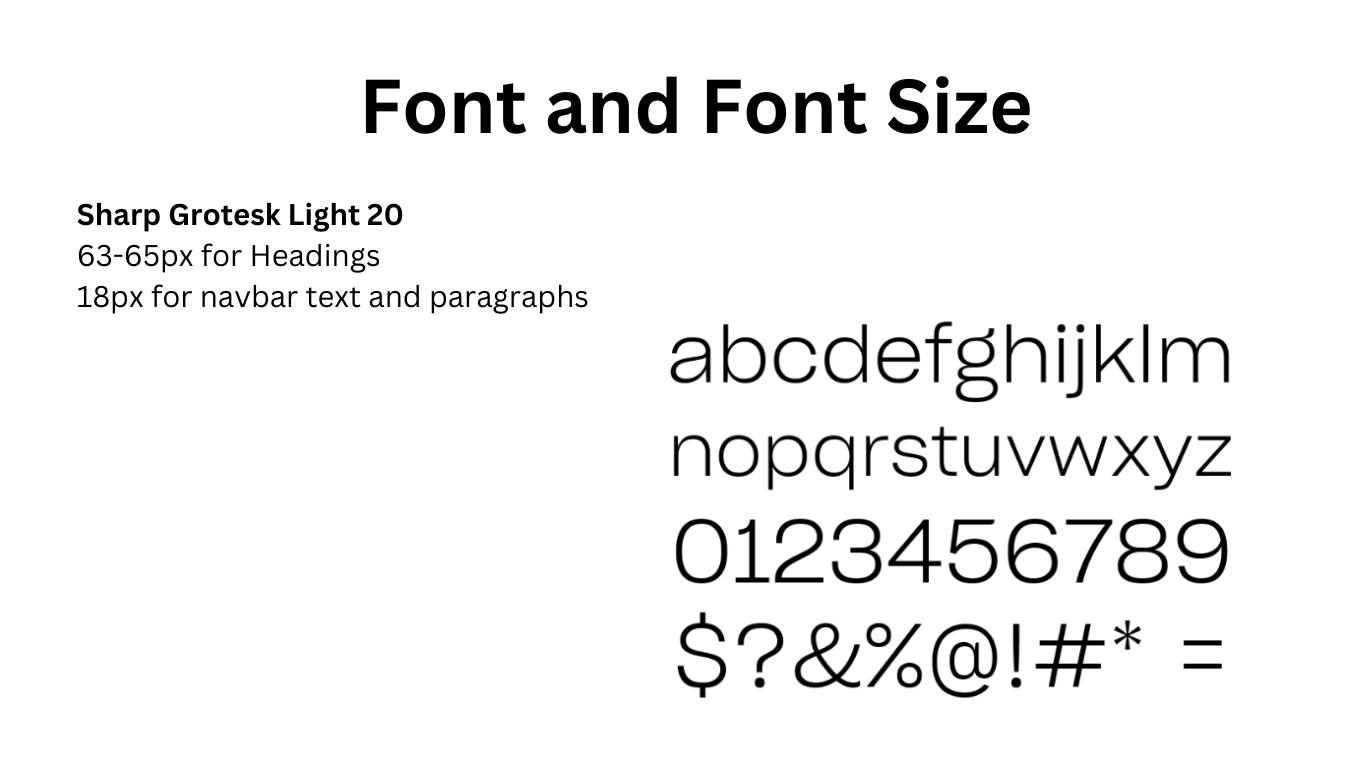 Font and Font Size
Sharp Grotesk Light 20
63-65px for Headings
18px for navbar text and paragraphs
abcdefghijklm
nopqrstuvwxyz
0123456789
$?&%@!#* =